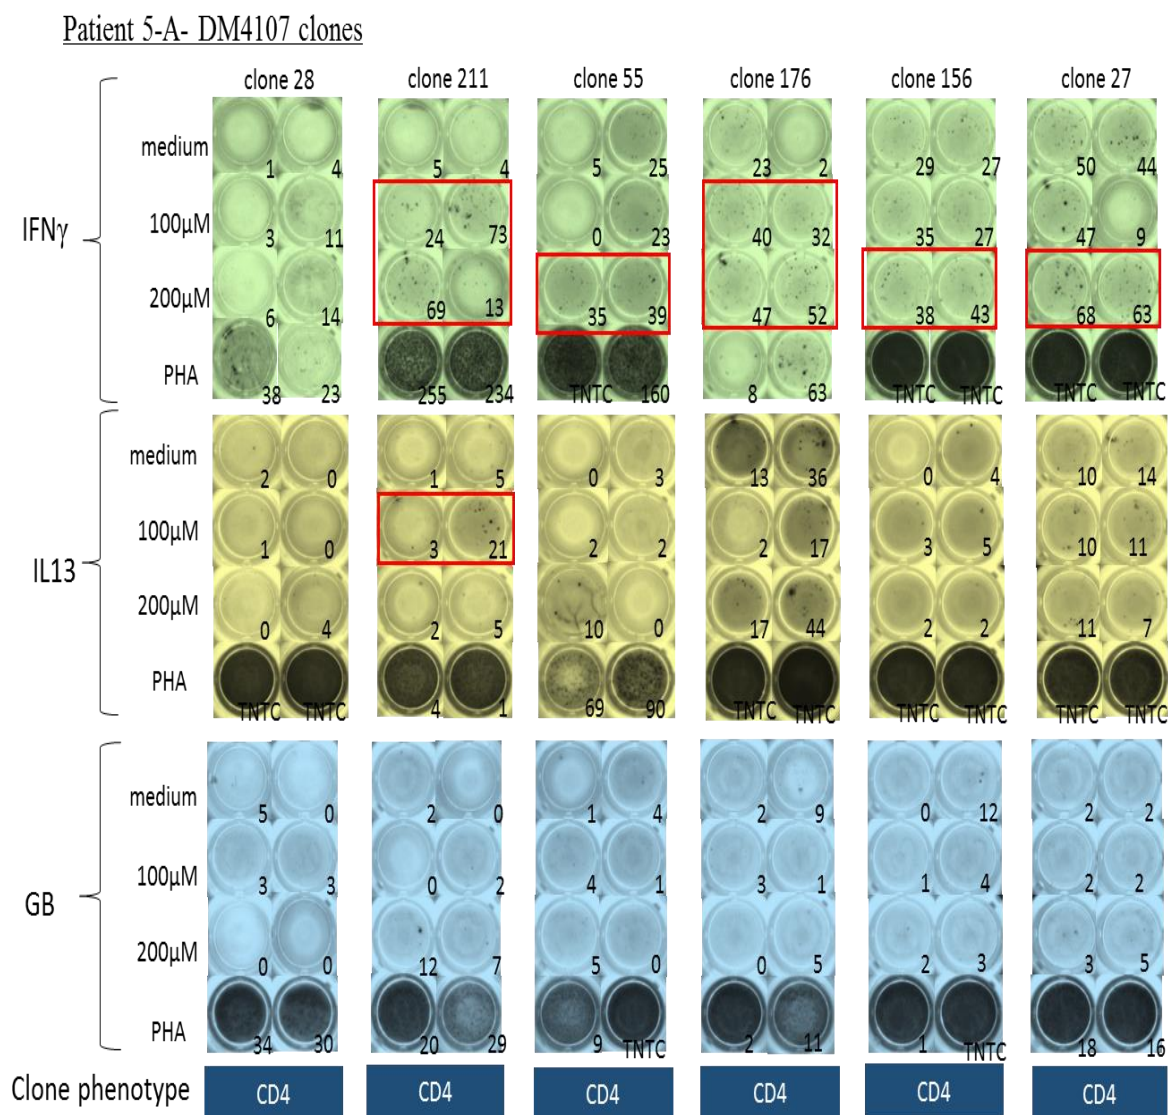 Patient 5-A- DM4107 clones
clone 28 clone 211 clone 55 clone 176 clone 156 clone 27
IFNγ
medium 1 4 5 4 5 25 23 2 29 27 50 44
100µM 3 11 24 73 0 23 40 32 35 27 47 9
200µM 6 14 69 13 35 39 47 52 38 43 68 63
PHA 38 23 255 234 TNTC 160 8 63 TNTC TNTC TNTC TNTC
IL13
medium 2 0 1 5 0 3 13 36 0 4 10 14
100µM 1 0 3 21 2 2 2 17 3 5 10 11
200µM 0 4 2 5 10 0 17 44 2 2 11 7
PHA TNTC TNTC 4 1 69 90 TNTC TNTC TNTC TNTC TNTC TNTC
GB
medium 5 0 2 0 1 4 2 9 0 12 2 2
100µM 3 3 0 2 4 1 3 1 1 4 2 2
200µM 0 0 12 7 5 0 0 5 2 3 3 5
PHA 34 30 20 29 9 TNTC 2 11 1 TNTC 18 16
Clone phenotype CD4 CD4 CD4 CD4 CD4 CD4